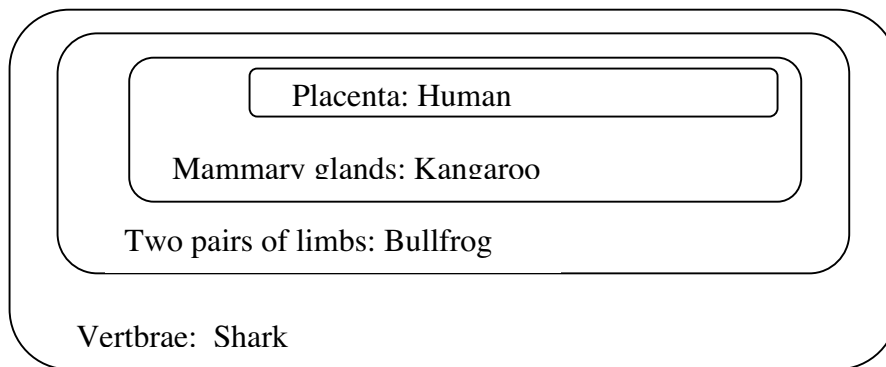 Placenta: Human
Mammary glands: Kangaroo
Two pairs of limbs: Bullfrog
Vertbrae: Shark